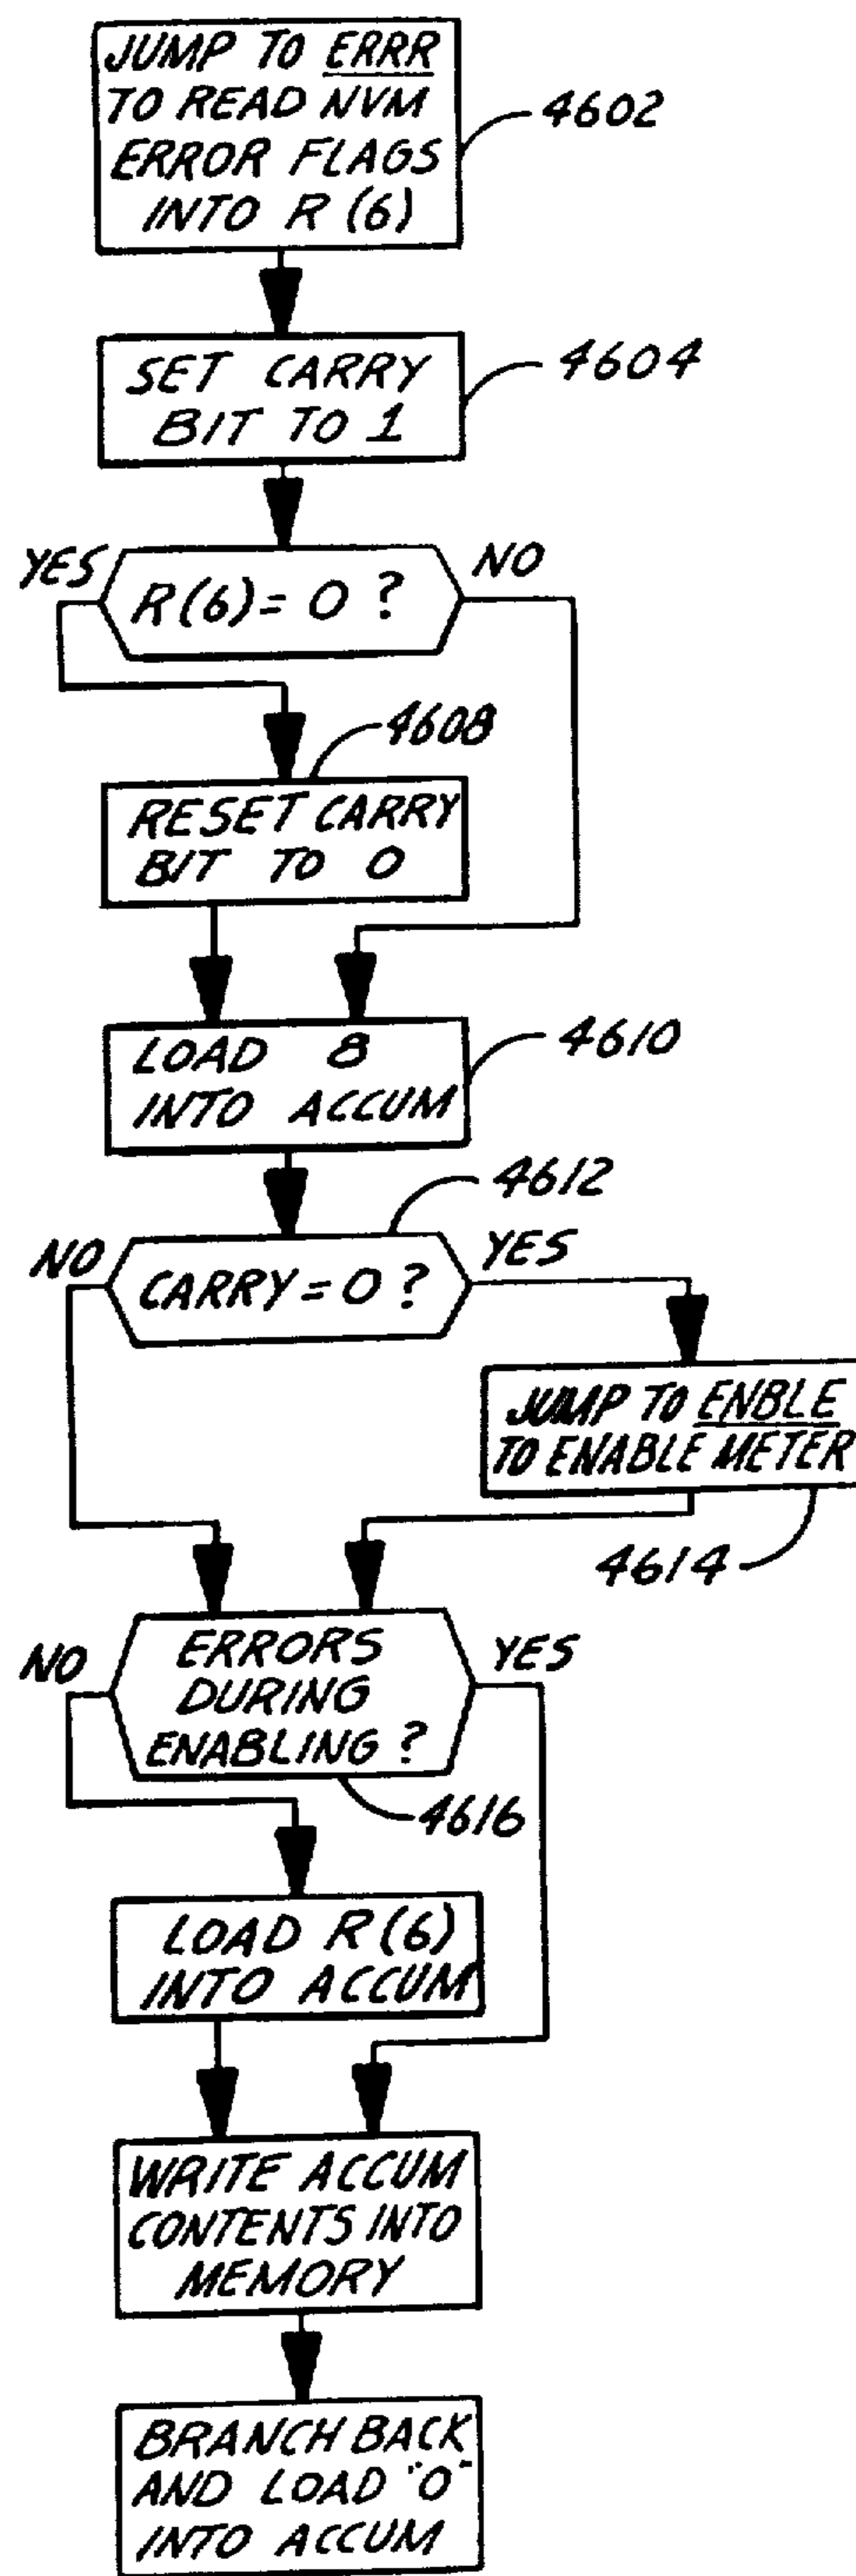 JUMP TO ERRR
TO READ NVM
ERROR FLAGS
INTO R (6)
4602
SET CARRY
BIT TO 1
4604
YES
R(6)= 0 ?
NO
4608
RESET CARRY
BIT TO 0
LOAD 8
INTO ACCUM
4610
4612
NO
CARRY = 0 ?
YES
JUMP TO ENBLE
TO ENABLE METER
4614
NO
ERRORS
DURING
ENABLING ?
YES
4616
LOAD R(6)
INTO ACCUM
WRITE ACCUM
CONTENTS INTO
MEMORY
BRANCH BACK
AND LOAD "0"
INTO ACCUM